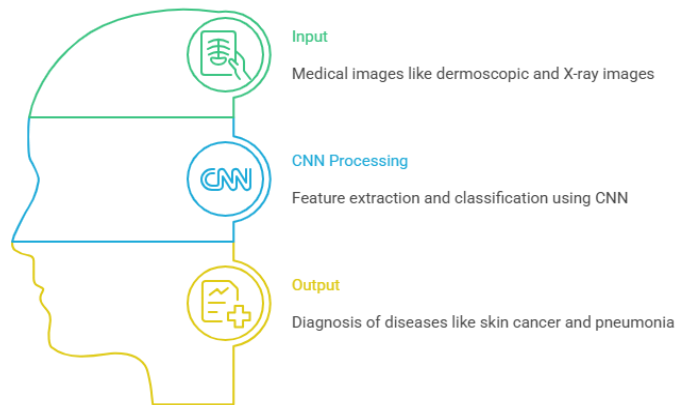 Input
Medical images like dermoscopic and X-ray images
CNN Processing
CNN
Feature extraction and classification using CNN
Output
Diagnosis of diseases like skin cancer and pneumonia